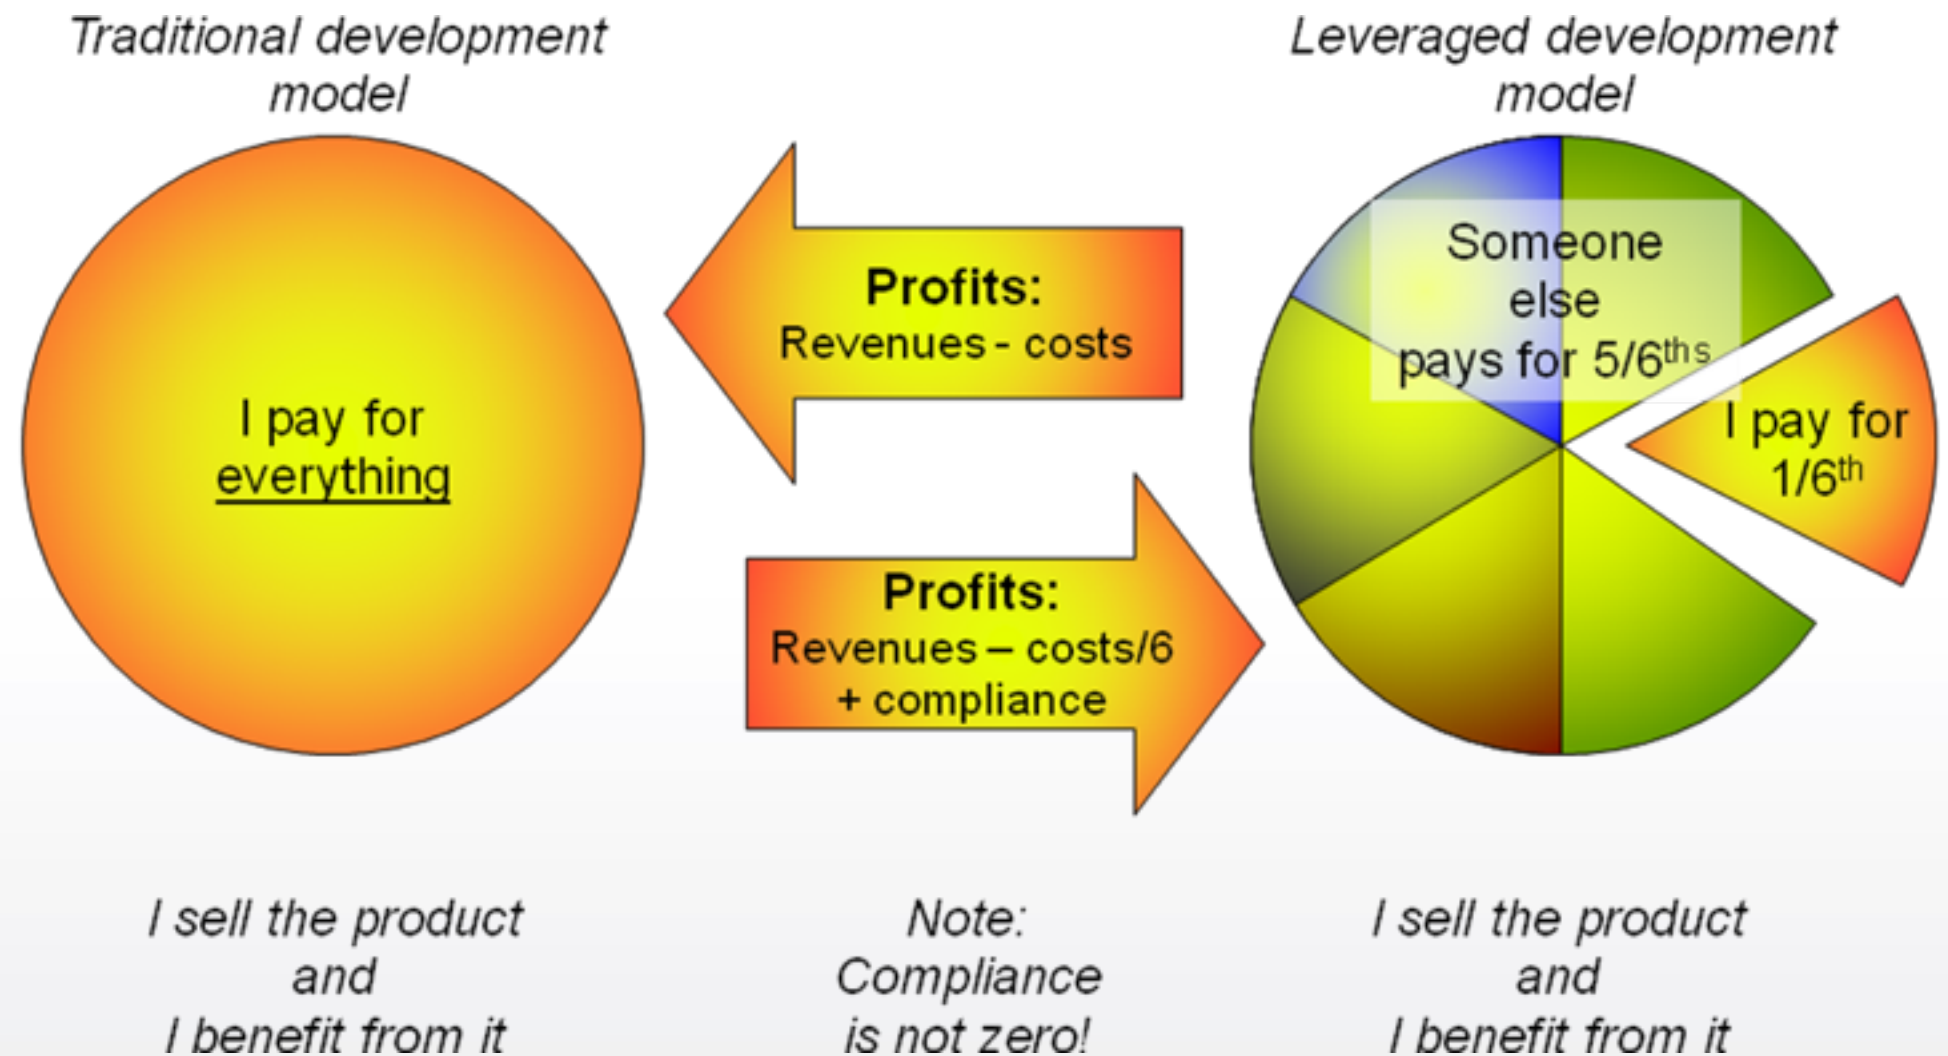 Traditional development
model
I pay for
everything
Profits:
Revenues - costs
Profits:
Revenues – costs/6
+ compliance
Leveraged development
model
Someone
else
pays for 5/6ths
I pay for
1/6th
I sell the product
and
I benefit from it
Note:
Compliance
is not zero!
I sell the product
and
I benefit from it